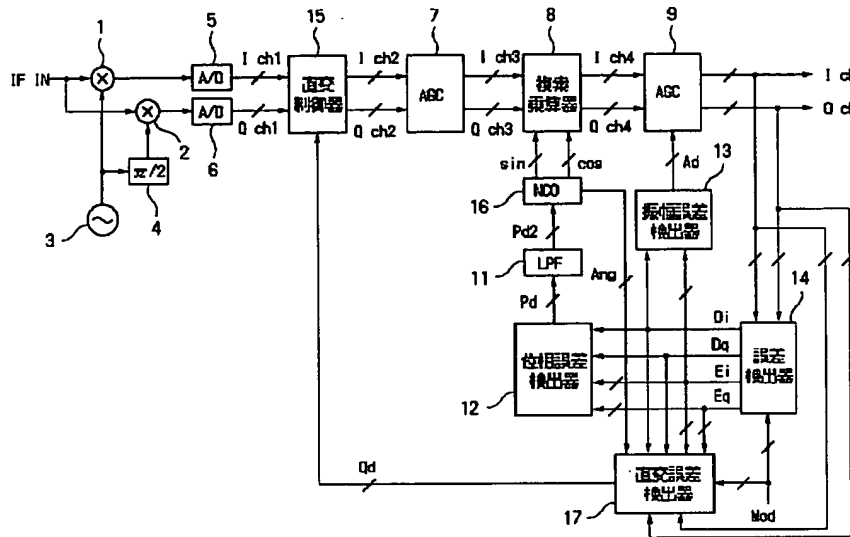 1
5
15
7
8
9
IF IN
A/D
I ch1
直交
制御器
I ch2
AGC
I ch3
複素
乗算器
I ch4
AGC
I ch
A/D
Q ch1
Q ch2
Q ch3
Q ch4
Q ch
2
6
π/2
4
3
sin
cos
Ad
13
NCO
16
振幅誤差
検出器
Pd2
11
LPF
Ang
Pd
14
位相誤差
検出器
12
Di
Dq
Ei
Eq
誤差
検出器
Qd
直交誤差
検出器
17
Mod